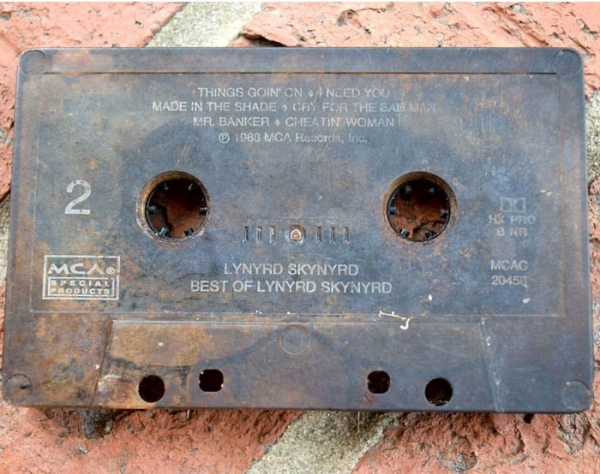 THINGS GOIN' ON ♦ I NEED YOU
MADE IN THE SHADE ♦ CRY FOR THE BAD MAN
MR. BANKER ♦ CHEATIN' WOMAN
℗ 1988 MCA Records, Inc.
2
HX PRO
B NR
LYNYRD SKYNYRD
BEST OF LYNYRD SKYNYRD
MCA®
SPECIAL
PRODUCTS
MCAC